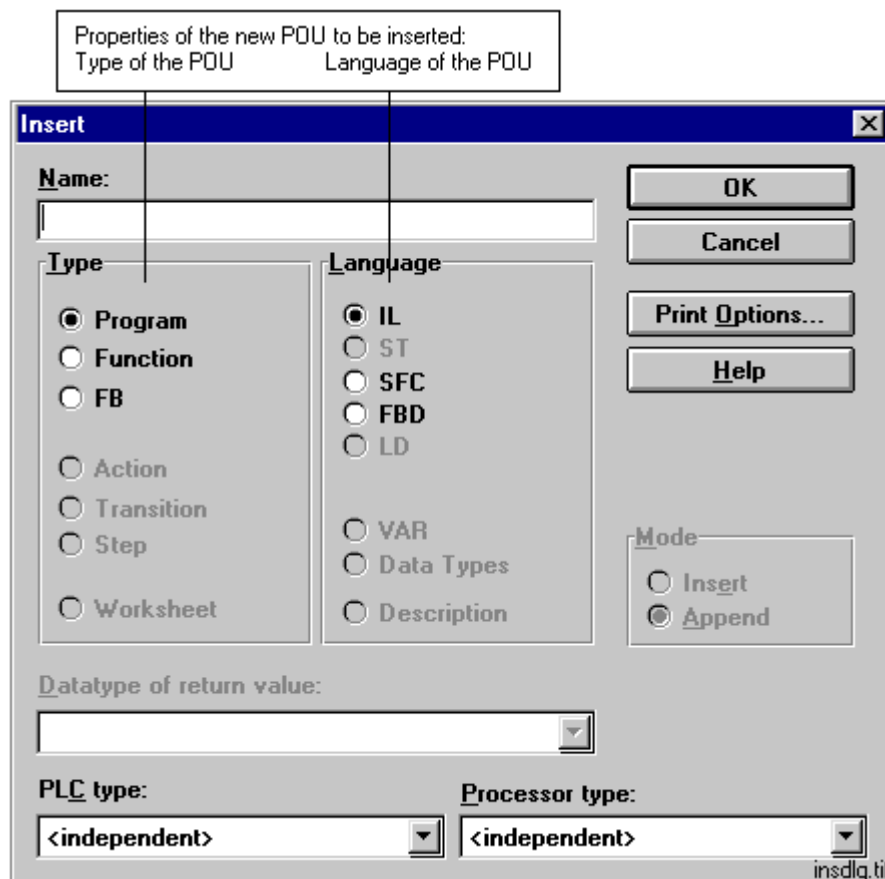 Properties of the new POU to be inserted:
Type of the POU Language of the POU
Insert
Name:
OK
Cancel
Type
Language
Program
IL
Print Options...
Function
ST
Help
FB
SFC
FBD
Action
LD
Transition
Step
VAR
Mode
Data Types
Insert
Worksheet
Description
Append
Datatype of return value:
PLC type:
Processor type:
<independent>
<independent>
insdlg.ti